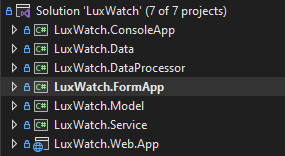 Solution 'LuxWatch' (7 of 7 projects)
C# LuxWatch.ConsoleApp
C# LuxWatch.Data
C# LuxWatch.DataProcessor
C# LuxWatch.FormApp
C# LuxWatch.Model
C# LuxWatch.Service
LuxWatch.Web.App